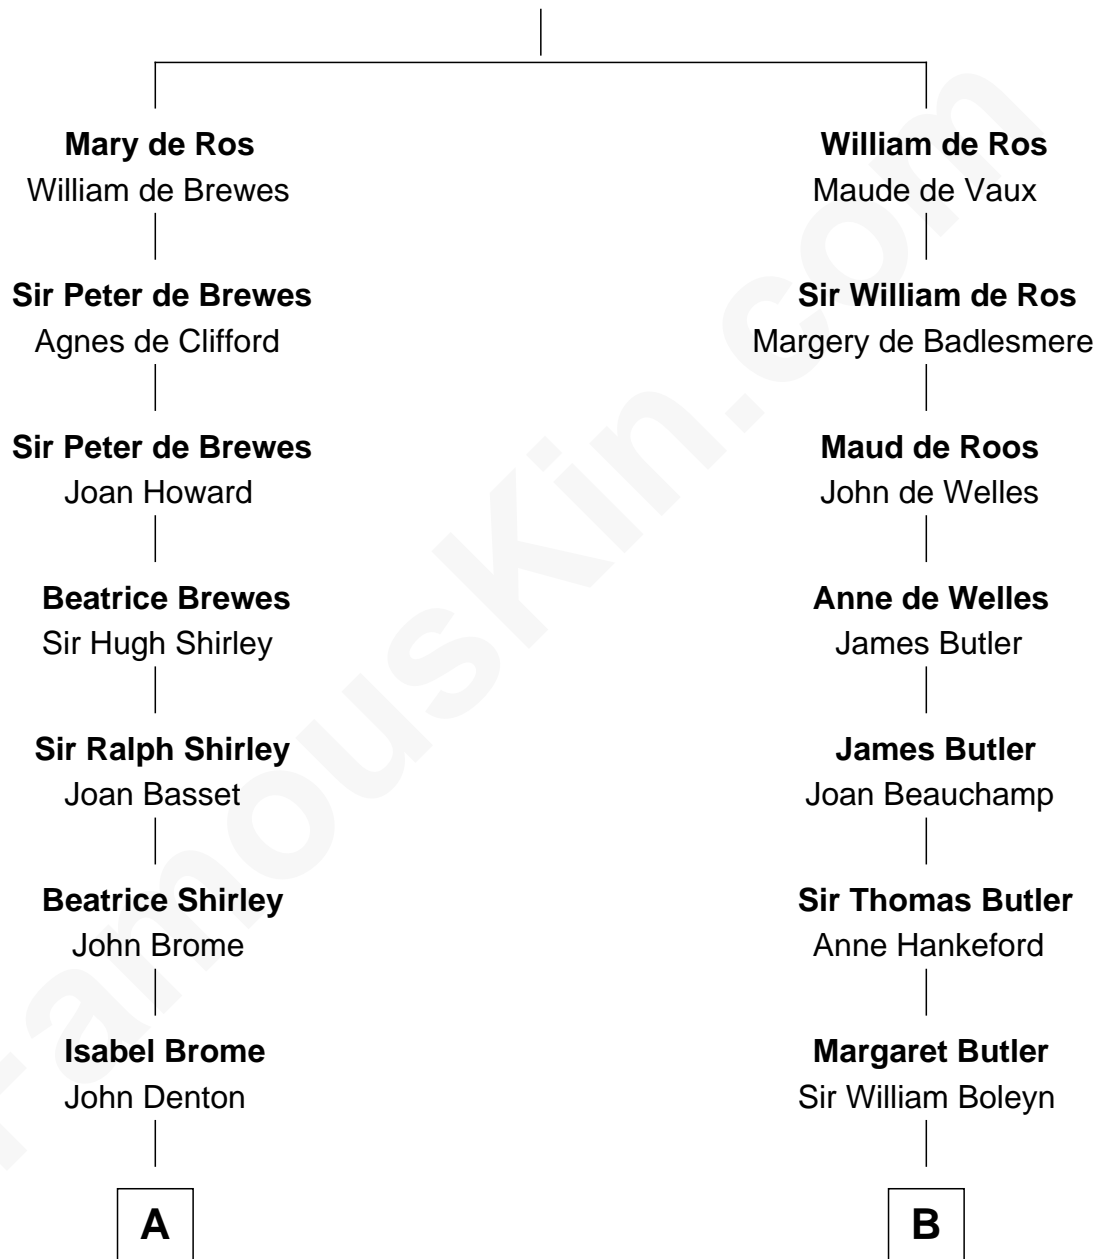 Mary de Ros
William de Brewes
Sir Peter de Brewes
Agnes de Clifford
Sir Peter de Brewes
Joan Howard
Beatrice Brewes
Sir Hugh Shirley
Sir Ralph Shirley
Joan Basset
Beatrice Shirley
John Brome
Isabel Brome
John Denton
A
William de Ros
Maude de Vaux
Sir William de Ros
Margery de Badlesmere
Maud de Roos
John de Welles
Anne de Welles
James Butler
James Butler
Joan Beauchamp
Sir Thomas Butler
Anne Hankeford
Margaret Butler
Sir William Boleyn
B
FamousKin.com